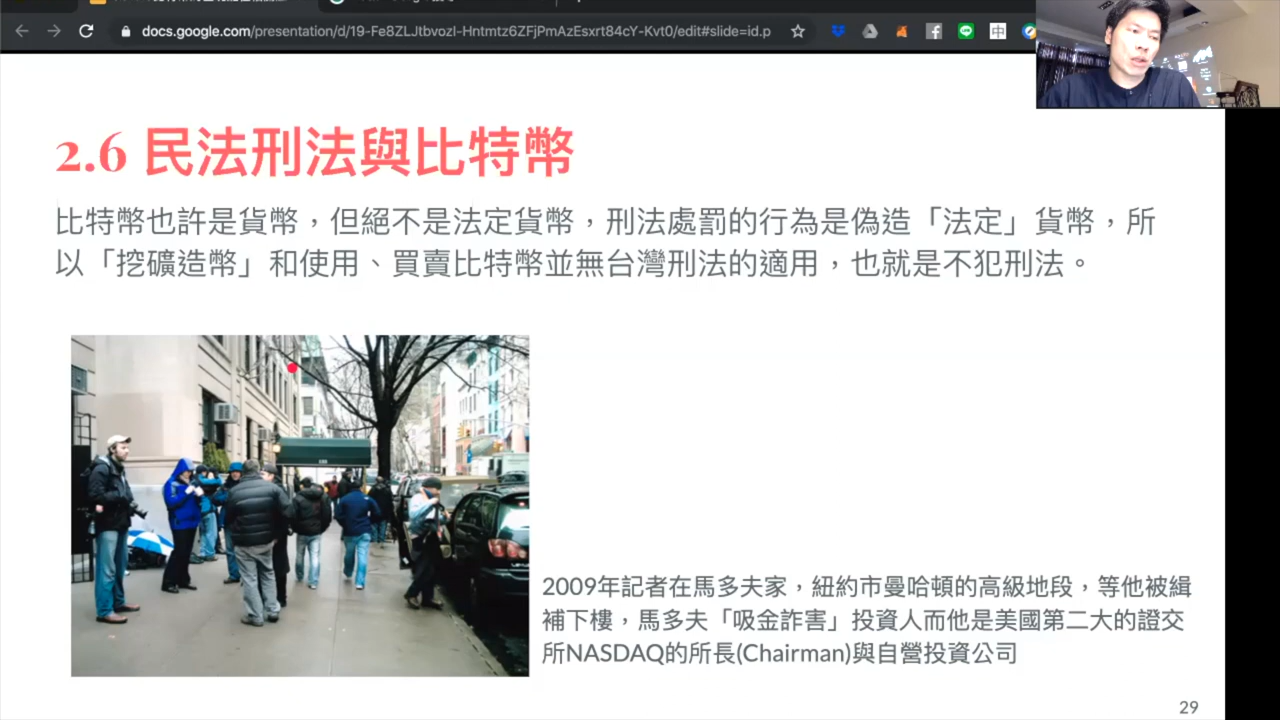 docs.google.com/presentation/d/19-Fe8ZLJtbvozl-Hntmtz6ZFjPmAzEsxrt84cY-Kvt0/edit#slide=id.p
中
2.6 民法刑法與比特幣
比特幣也許是貨幣，但絕不是法定貨幣，刑法處罰的行為是偽造「法定」貨幣，所
以「挖礦造幣」和使用、買賣比特幣並無台灣刑法的適用，也就是不犯刑法。
2009年記者在馬多夫家，紐約市曼哈頓的高級地段，等他被緝
補下樓，馬多夫「吸金詐害」投資人而他是美國第二大的證交
所NASDAQ的所長(Chairman)與自營投資公司
29